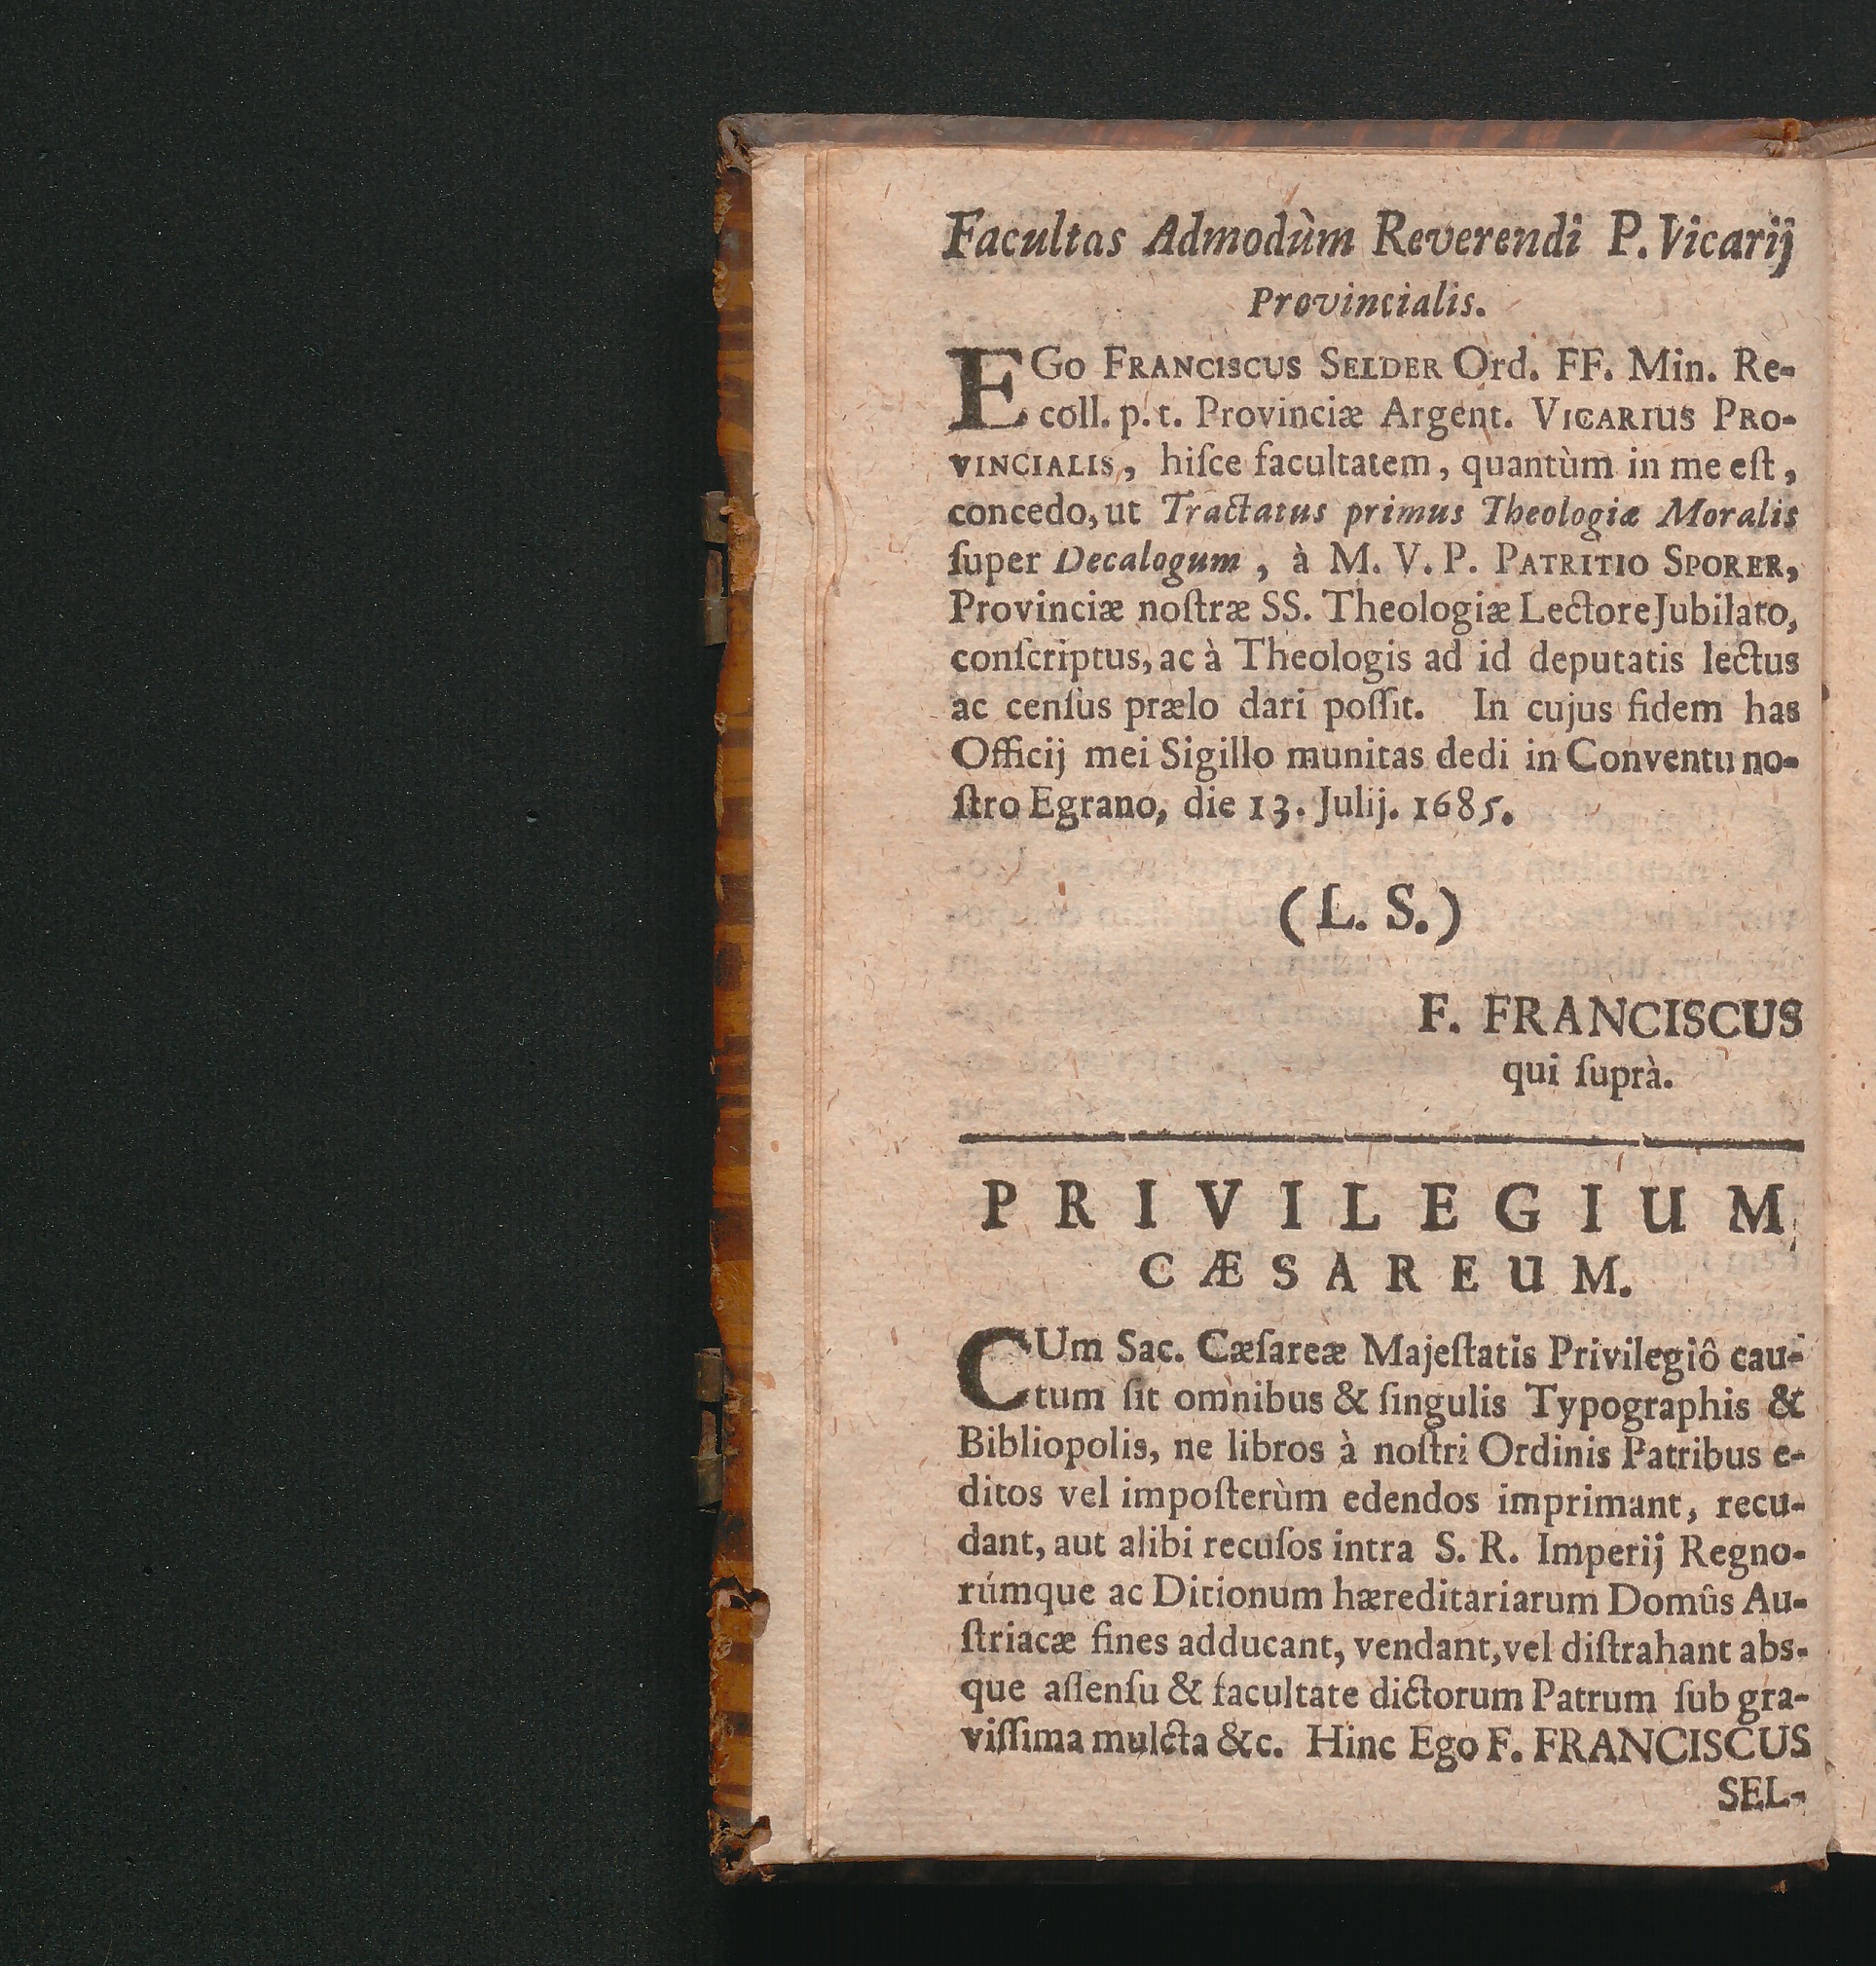 Facultas Admodùm Reverendi P. Vicarij
Provincialis.
EGo FRANCISCUS SELDER Ord. FF. Min. Re-
coll. p. t. Provinciæ Argent. VICARIUS PRO-
VINCIALIS, hiſce facultatem, quantùm in me eſt,
concedo, ut Tractatus primus Theologiæ Moralis
ſuper Decalogum, à M. V. P. PATRITIO SPORER,
Provinciæ noſtræ SS. Theologiæ Lectore Jubilato,
conſcriptus, ac à Theologis ad id deputatis lectus
ac cenſus prælo dari poſſit. In cujus fidem has
Officij mei Sigillo munitas dedi in Conventu no-
ſtro Egrano, die 13. Julij. 1685.
(L. S.)
F. FRANCISCUS
qui ſuprà.
PRIVILEGIUM
CÆSAREUM.
CUm Sac. Cæſareæ Majeſtatis Privilegiô cau-
tum ſit omnibus & ſingulis Typographis &
Bibliopolis, ne libros à noſtri Ordinis Patribus e-
ditos vel impoſterùm edendos imprimant, recu-
dant, aut alibi recuſos intra S. R. Imperij Regno-
rúmque ac Ditionum hæreditariarum Domûs Au-
ſtriacæ fines adducant, vendant, vel diſtrahant abs-
que aſſenſu & facultate dictorum Patrum ſub gra-
viſſima mulcta &c. Hinc Ego F. FRANCISCUS
SEL-